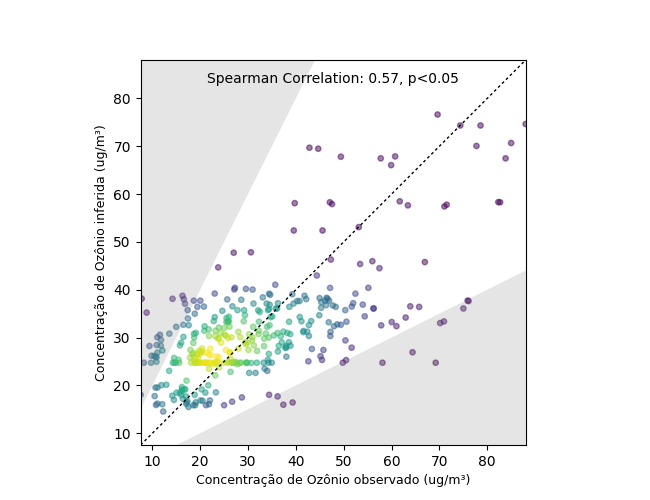 Spearman Correlation: 0.57, p<0.05
Concentração de Ozônio inferida (ug/m³)
80
70
60
50
40
30
20
10
10 20 30 40 50 60 70 80
Concentração de Ozônio observado (ug/m³)